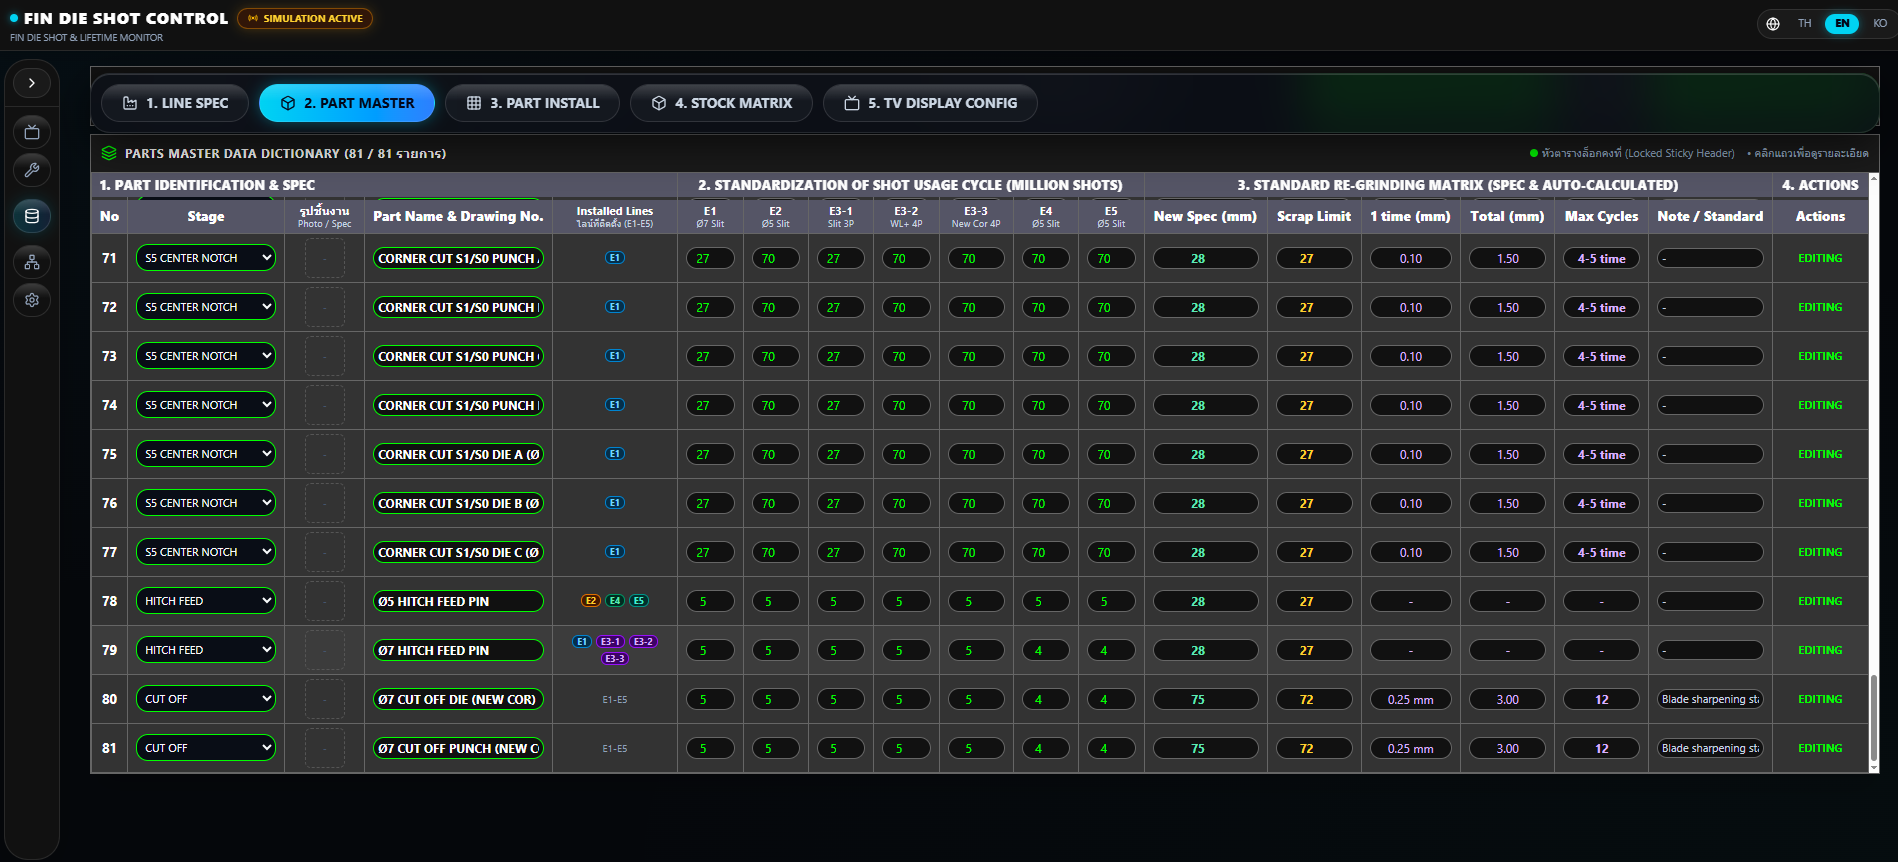 FIN DIE SHOT CONTROL
SIMULATION ACTIVE
FIN DIE SHOT & LIFETIME MONITOR
TH EN KO
1. LINE SPEC
2. PART MASTER
3. PART INSTALL
4. STOCK MATRIX
5. TV DISPLAY CONFIG
PARTS MASTER DATA DICTIONARY (81 / 81 รายการ)
หัวตารางล็อกคงที่ (Locked Sticky Header) • คลิกแถวเพื่อดูรายละเอียด
1. PART IDENTIFICATION & SPEC 2. STANDARDIZATION OF SHOT USAGE CYCLE (MILLION SHOTS) 3. STANDARD RE-GRINDING MATRIX (SPEC & AUTO-CALCULATED) 4. ACTIONS
No Stage รูปชิ้นงาน Part Name & Drawing No. Installed Lines E1 E2 E3-1 E3-2 E3-3 E4 E5 New Spec (mm) Scrap Limit 1 time (mm) Total (mm) Max Cycles Note / Standard Actions
Photo / Spec ไลน์ที่ติดตั้ง (E1-E5) Ø7 Slit Ø5 Slit Slit 3P WL+ 4P New Cor 4P Ø5 Slit Ø5 Slit
71 S5 CENTER NOTCH - CORNER CUT S1/S0 PUNCH E1 27 70 27 70 70 70 70 28 27 0.10 1.50 4-5 time - EDITING
72 S5 CENTER NOTCH - CORNER CUT S1/S0 PUNCH E1 27 70 27 70 70 70 70 28 27 0.10 1.50 4-5 time - EDITING
73 S5 CENTER NOTCH - CORNER CUT S1/S0 PUNCH E1 27 70 27 70 70 70 70 28 27 0.10 1.50 4-5 time - EDITING
74 S5 CENTER NOTCH - CORNER CUT S1/S0 PUNCH E1 27 70 27 70 70 70 70 28 27 0.10 1.50 4-5 time - EDITING
75 S5 CENTER NOTCH - CORNER CUT S1/S0 DIE A (Ø E1 27 70 27 70 70 70 70 28 27 0.10 1.50 4-5 time - EDITING
76 S5 CENTER NOTCH - CORNER CUT S1/S0 DIE B (Ø E1 27 70 27 70 70 70 70 28 27 0.10 1.50 4-5 time - EDITING
77 S5 CENTER NOTCH - CORNER CUT S1/S0 DIE C (Ø E1 27 70 27 70 70 70 70 28 27 0.10 1.50 4-5 time - EDITING
78 HITCH FEED - Ø5 HITCH FEED PIN E2 E4 E5 5 5 5 5 5 5 5 28 27 - - - - EDITING
79 HITCH FEED - Ø7 HITCH FEED PIN E1 E3-1 E3-2 E3-3 5 5 5 5 5 4 4 28 27 - - - - EDITING
80 CUT OFF - Ø7 CUT OFF DIE (NEW COR) E1-E5 5 5 5 5 5 4 4 75 72 0.25 mm 3.00 12 Blade sharpening sta EDITING
81 CUT OFF - Ø7 CUT OFF PUNCH (NEW C E1-E5 5 5 5 5 5 4 4 75 72 0.25 mm 3.00 12 Blade sharpening sta EDITING